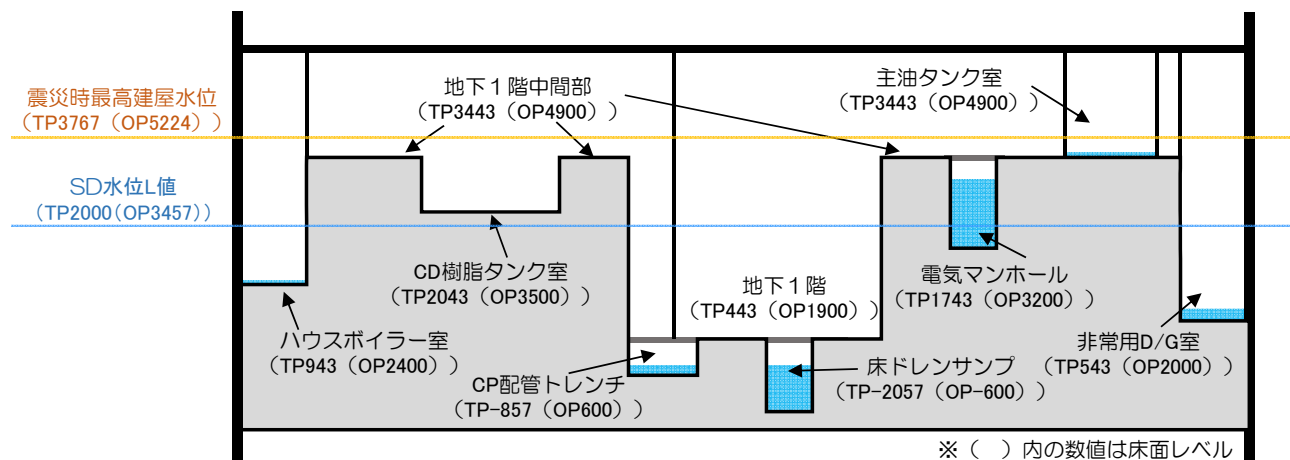 地下1階中間部
(TP3443(OP4900))
主油タンク室
(TP3443(OP4900))
震災時最高建屋水位
(TP3767(OP5224))
SD水位L値
(TP2000(OP3457))
CD樹脂タンク室
(TP2043(OP3500))
地下1階
(TP443(OP1900))
電気マンホール
(TP1743(OP3200))
ハウスボイラー室
(TP943(OP2400))
CP配管トレンチ
(TP-857(OP600))
床ドレンサンプ
(TP-2057(OP-600))
非常用D/G室
(TP543(OP2000))
※( )内の数値は床面レベル